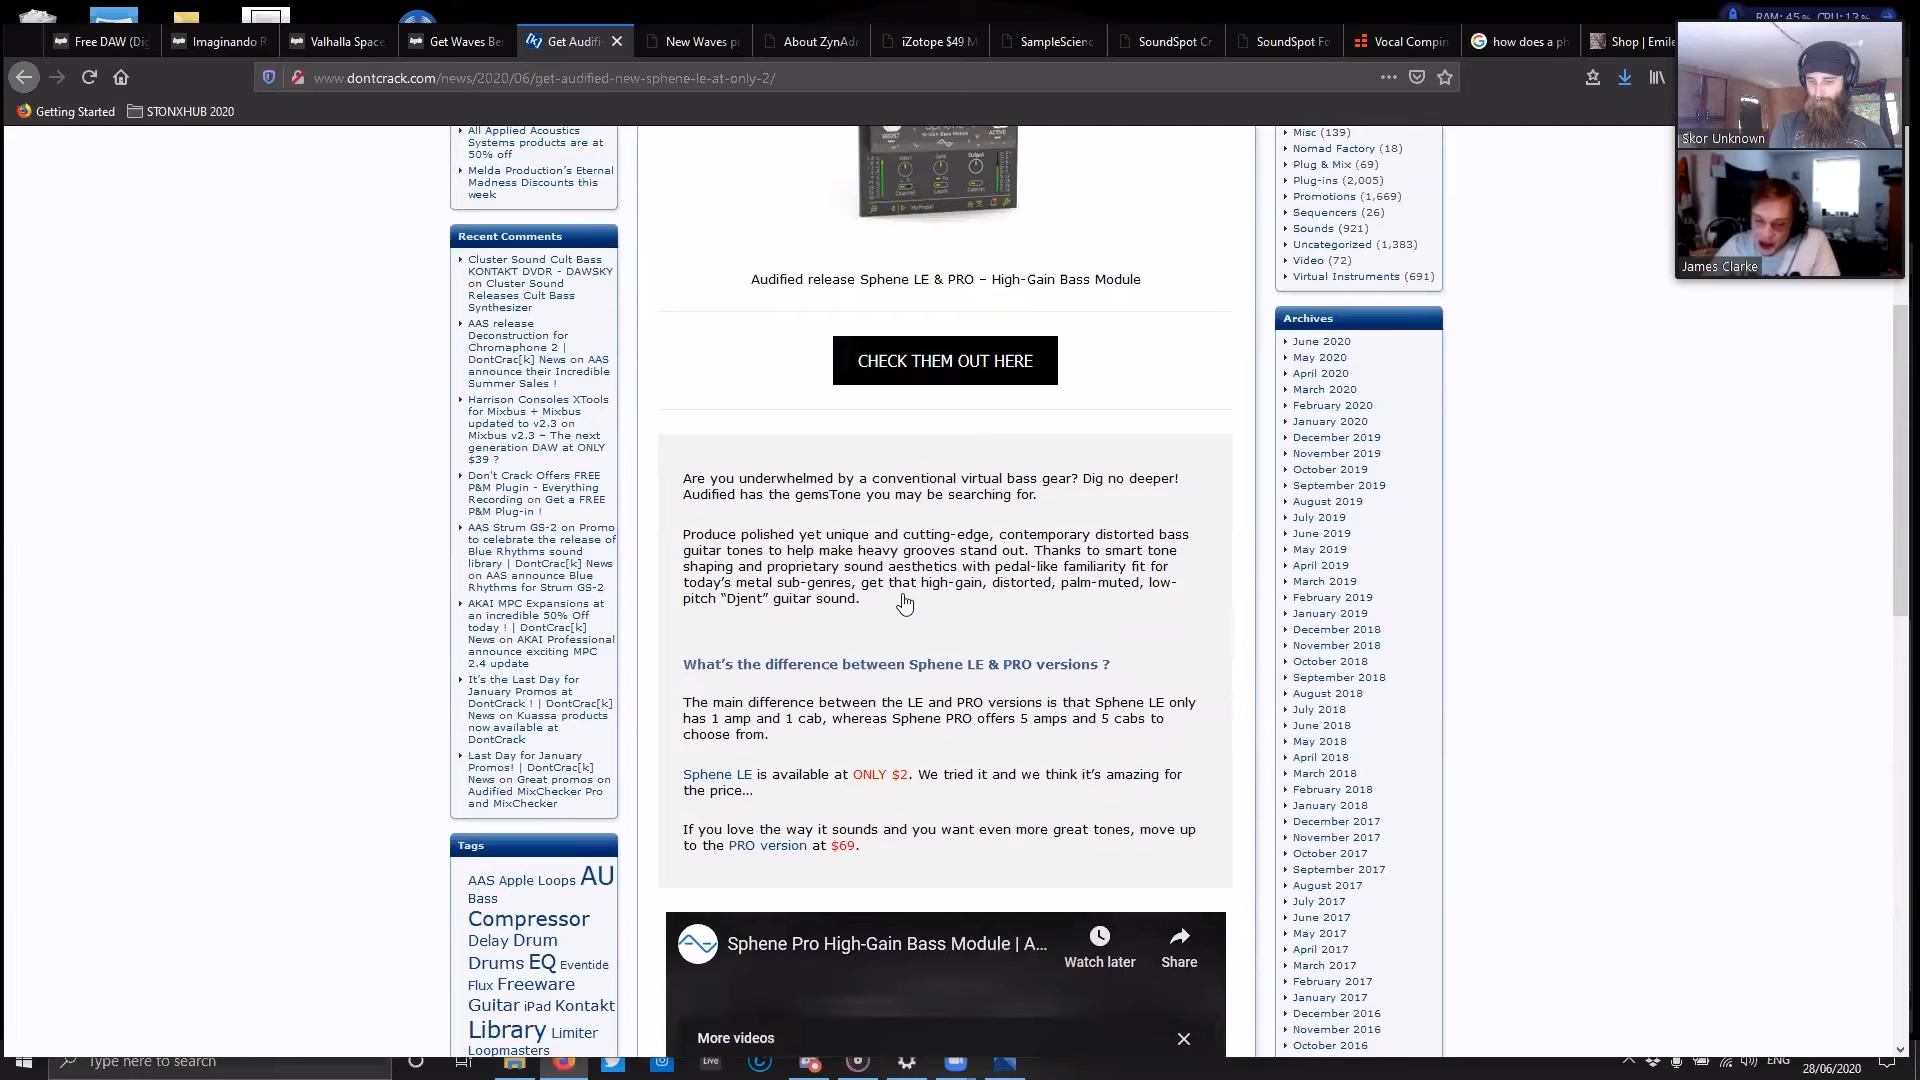 RAM: 45% CPU: 13%
Free DAW (Di
Imaginando R
Valhalla Space
Get Waves Be
Get Audifi
New Waves p
About ZynAd
iZotope $49 M
SampleScienc
SoundSpot Cr
SoundSpot Fo
Vocal Compin
how does a ph
Shop | Emile
www.dontcrack.com/news/2020/06/get-audified-new-sphene-le-at-only-2/
Getting Started
STONXHUB 2020
Skor Unknown
James Clarke
All Applied Acoustics
Systems products are at
50% off
Melda Production's Eternal
Madness Discounts this
week
Recent Comments
Cluster Sound Cult Bass
KONTAKT DVDR - DAWSKY
on Cluster Sound
Releases Cult Bass
Synthesizer
AAS release
Deconstruction for
Chromaphone 2 |
DontCrac[k] News on AAS
announce their Incredible
Summer Sales !
Harrison Consoles XTools
for Mixbus + Mixbus
updated to v2.3 on
Mixbus v2.3 – The next
generation DAW at ONLY
$39 ?
Don't Crack Offers FREE
P&M Plugin - Everything
Recording on Get a FREE
P&M Plug-in !
AAS Strum GS-2 on Promo
to celebrate the release of
Blue Rhythms sound
library | DontCrac[k] News
on AAS announce Blue
Rhythms for Strum GS-2
AKAI MPC Expansions at
an incredible 50% Off
today ! | DontCrac[k]
News on AKAI Professional
announce exciting MPC
2.4 update
It's the Last Day for
January Promos at
DontCrack ! | DontCrac[k]
News on Kuassa products
now available at
DontCrack
Last Day for January
Promos! | DontCrac[k]
News on Great promos on
Audified MixChecker Pro
and MixChecker
Tags
AAS Apple Loops AU
Bass
Compressor
Delay Drum
Drums EQ Eventide
Flux Freeware
Guitar iPad Kontakt
Library Limiter
Loopmasters
Input
Output
Audified release Sphene LE & PRO – High-Gain Bass Module
CHECK THEM OUT HERE
Are you underwhelmed by a conventional virtual bass gear? Dig no deeper!
Audified has the gemsTone you may be searching for.
Produce polished yet unique and cutting-edge, contemporary distorted bass
guitar tones to help make heavy grooves stand out. Thanks to smart tone
shaping and proprietary sound aesthetics with pedal-like familiarity fit for
today's metal sub-genres, get that high-gain, distorted, palm-muted, low-
pitch “Djent” guitar sound.
What's the difference between Sphene LE & PRO versions ?
The main difference between the LE and PRO versions is that Sphene LE only
has 1 amp and 1 cab, whereas Sphene PRO offers 5 amps and 5 cabs to
choose from.
Sphene LE is available at ONLY $2. We tried it and we think it's amazing for
the price…
If you love the way it sounds and you want even more great tones, move up
to the PRO version at $69.
Sphene Pro High-Gain Bass Module | A...
Watch later
Share
More videos
Misc (139)
Nomad Factory (18)
Plug & Mix (69)
Plug-ins (2,005)
Promotions (1,669)
Sequencers (26)
Sounds (921)
Uncategorized (1,383)
Video (72)
Virtual Instruments (691)
Archives
June 2020
May 2020
April 2020
March 2020
February 2020
January 2020
December 2019
November 2019
October 2019
September 2019
August 2019
July 2019
June 2019
May 2019
April 2019
March 2019
February 2019
January 2019
December 2018
November 2018
October 2018
September 2018
August 2018
July 2018
June 2018
May 2018
April 2018
March 2018
February 2018
January 2018
December 2017
November 2017
October 2017
September 2017
August 2017
July 2017
June 2017
May 2017
April 2017
March 2017
February 2017
January 2017
December 2016
November 2016
October 2016
Type here to search
Live
ENG
28/06/2020